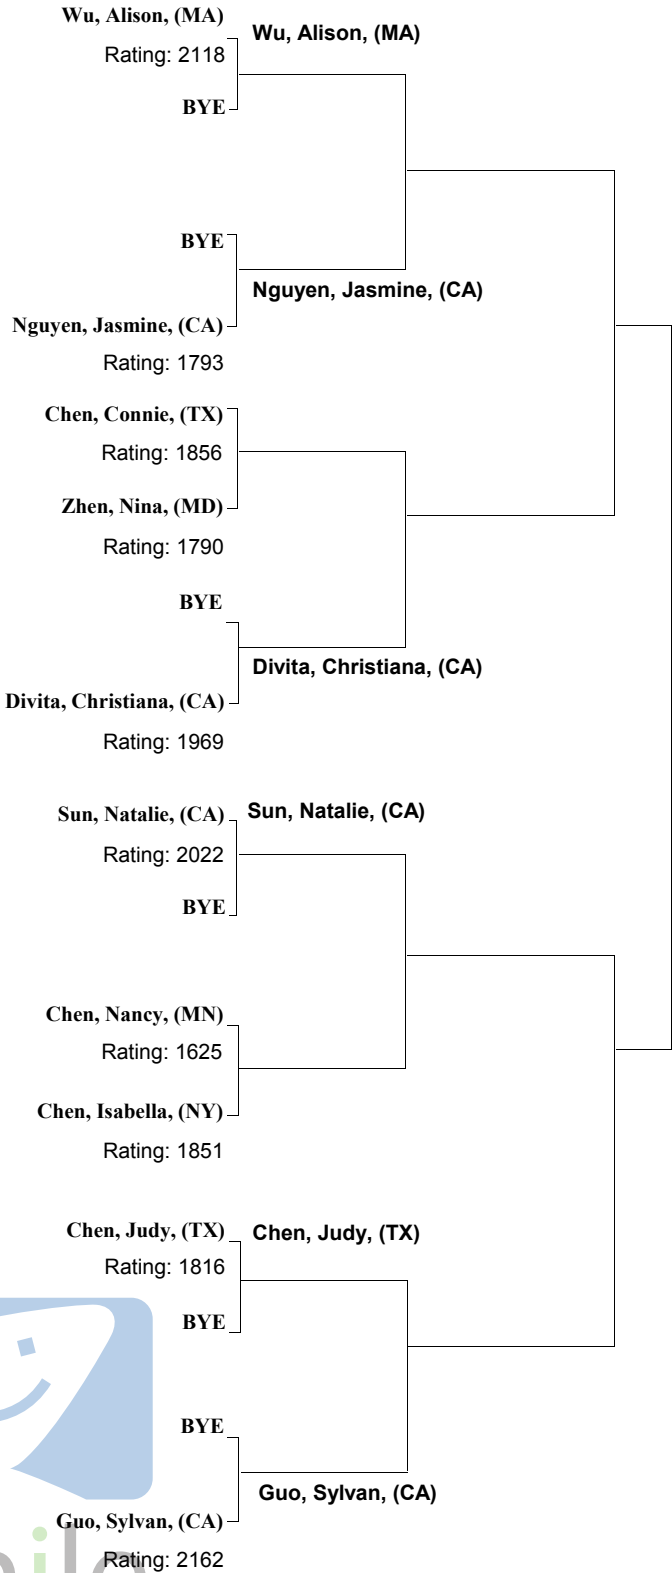 Wu, Alison, (MA)
Wu, Alison, (MA)
Rating: 2118
BYE
BYE
Nguyen, Jasmine, (CA)
Nguyen, Jasmine, (CA)
Rating: 1793
Chen, Connie, (TX)
Rating: 1856
Zhen, Nina, (MD)
Rating: 1790
BYE
Divita, Christiana, (CA)
Divita, Christiana, (CA)
Rating: 1969
Sun, Natalie, (CA)
Sun, Natalie, (CA)
Rating: 2022
BYE
Chen, Nancy, (MN)
Rating: 1625
Chen, Isabella, (NY)
Rating: 1851
Chen, Judy, (TX)
Chen, Judy, (TX)
Rating: 1816
BYE
BYE
Guo, Sylvan, (CA)
Guo, Sylvan, (CA)
Rating: 2162